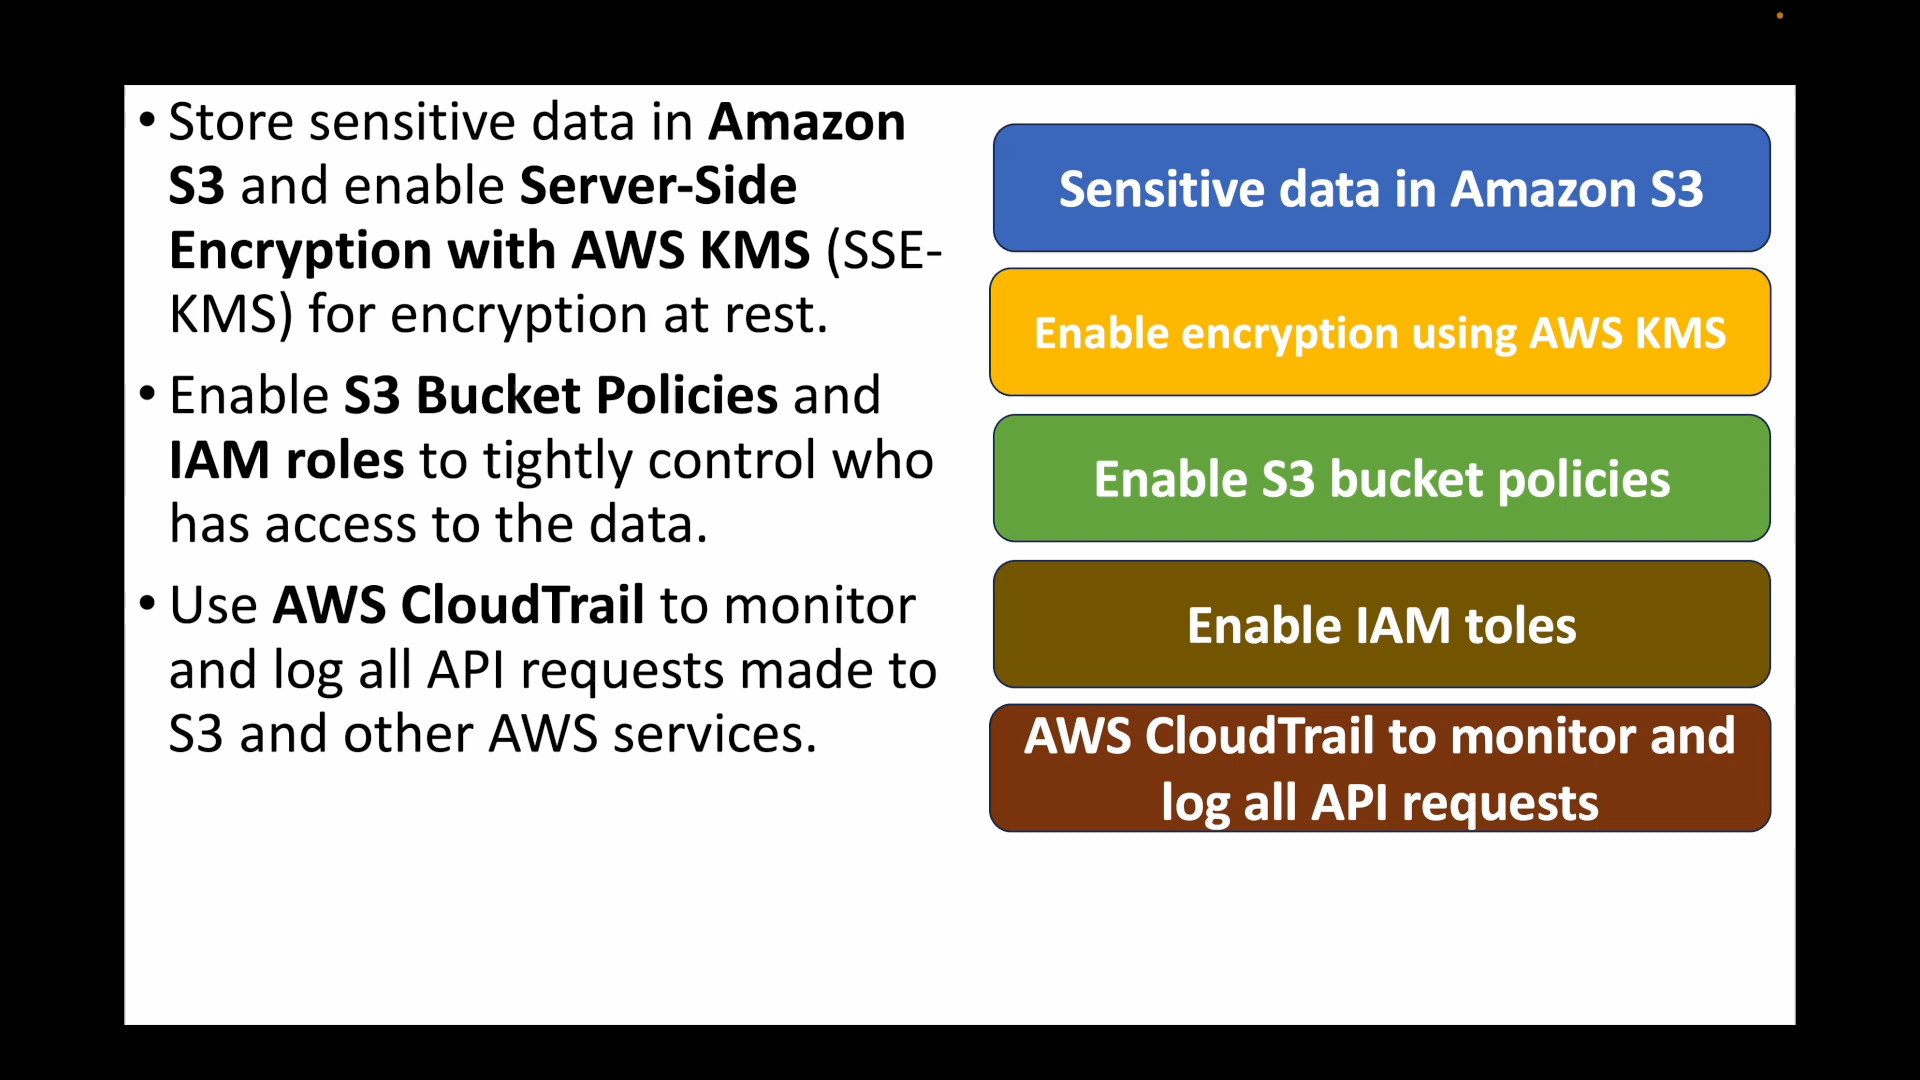 • Store sensitive data in Amazon
S3 and enable Server-Side
Encryption with AWS KMS (SSE-
KMS) for encryption at rest.
• Enable S3 Bucket Policies and
IAM roles to tightly control who
has access to the data.
• Use AWS CloudTrail to monitor
and log all API requests made to
S3 and other AWS services.
Sensitive data in Amazon S3
Enable encryption using AWS KMS
Enable S3 bucket policies
Enable IAM toles
AWS CloudTrail to monitor and
log all API requests